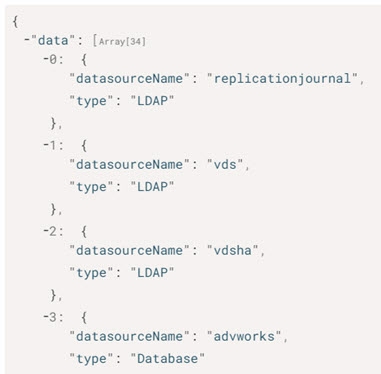 {
-"data": [Array[34]
-0: {
"datasourceName": "replicationjournal",
"type": "LDAP"
},
-1: {
"datasourceName": "vds",
"type": "LDAP"
},
-2: {
"datasourceName": "vdsha",
"type": "LDAP"
},
-3: {
"datasourceName": "advworks",
"type": "Database"